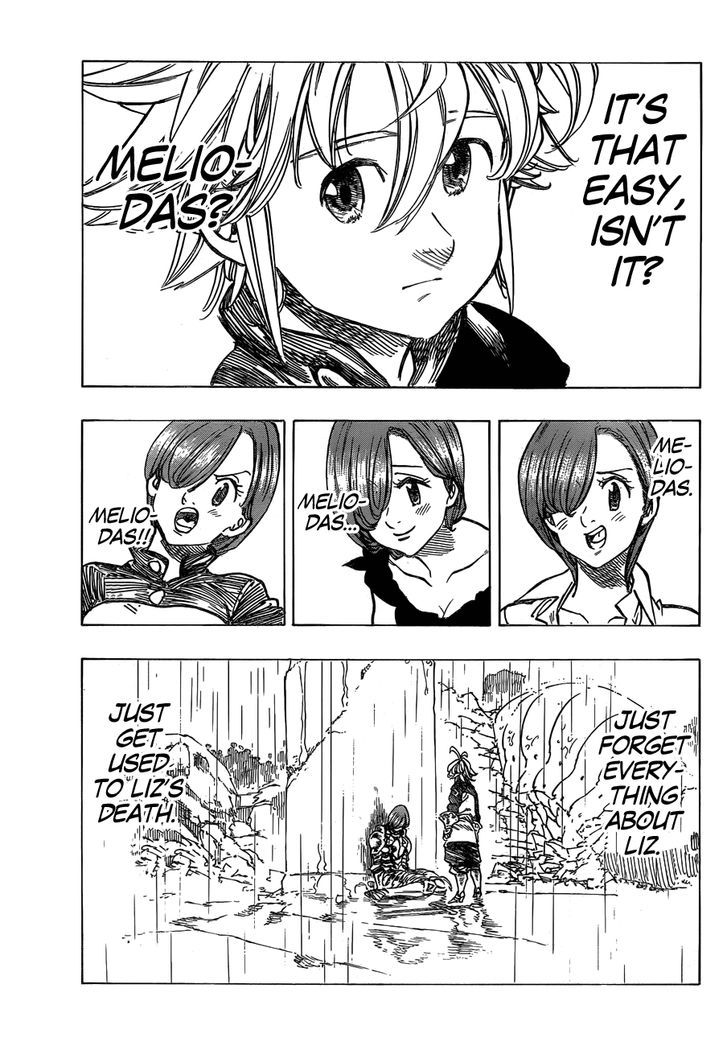 IT'S
THAT
EASY,
ISN'T
IT?
MELIO-
DAS?
ME-
LIO-
DAS.
MELIO-
DAS...
MELIO-
DAS!!
JUST
FORGET
EVERY-
THING
ABOUT
LIZ.
JUST
GET
USED
TO LIZ'S
DEATH.